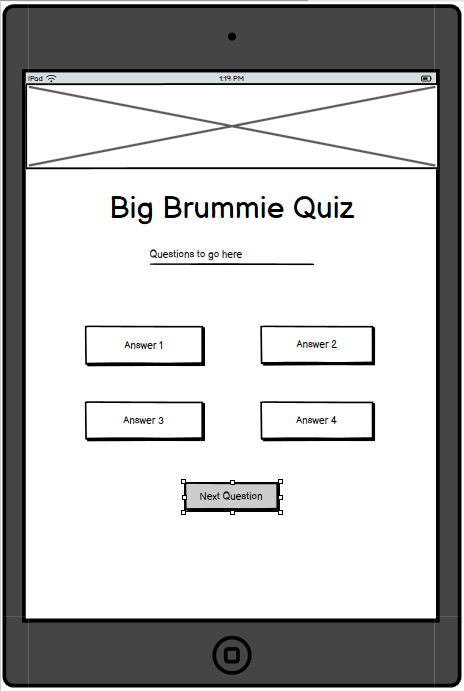 iPad 1:19 PM
Big Brummie Quiz
Questions to go here
Answer 1 Answer 2
Answer 3 Answer 4
Next Question